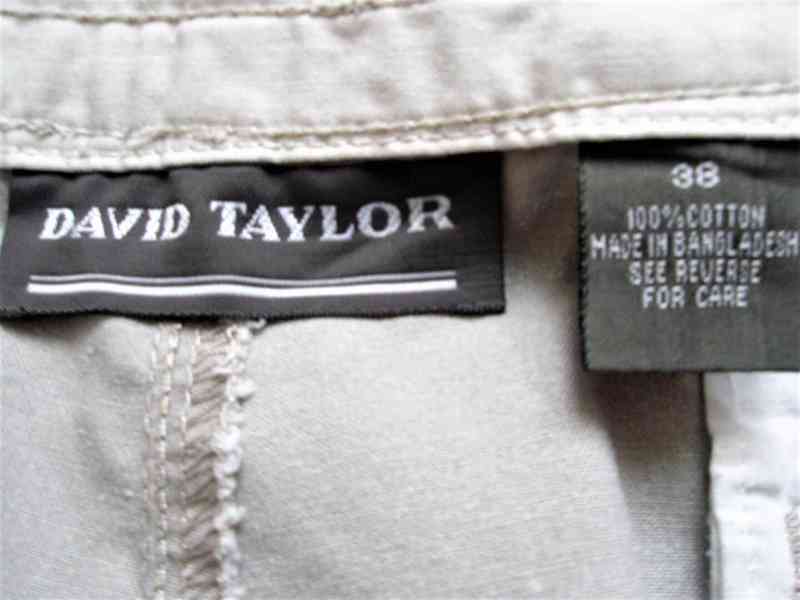 DAVID TAYLOR
38
100% COTTON
MADE IN BANGLADESH
SEE REVERSE
FOR CARE